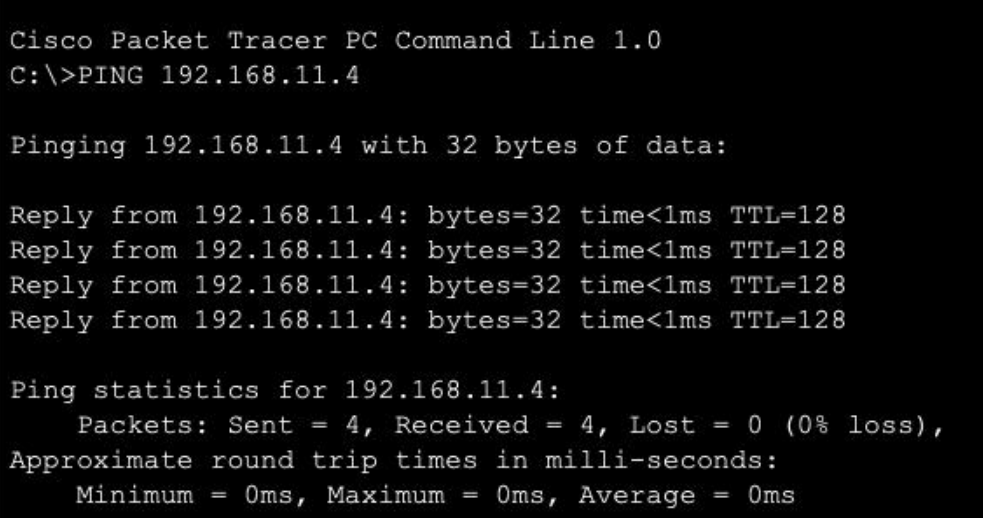 Cisco Packet Tracer PC Command Line 1.0
C:\>PING 192.168.11.4
Pinging 192.168.11.4 with 32 bytes of data:
Reply from 192.168.11.4: bytes=32 time<1ms TTL=128
Reply from 192.168.11.4: bytes=32 time<1ms TTL=128
Reply from 192.168.11.4: bytes=32 time<1ms TTL=128
Reply from 192.168.11.4: bytes=32 time<1ms TTL=128
Ping statistics for 192.168.11.4:
Packets: Sent = 4, Received = 4, Lost = 0 (0% loss),
Approximate round trip times in milli-seconds:
Minimum = 0ms, Maximum = 0ms, Average = 0ms